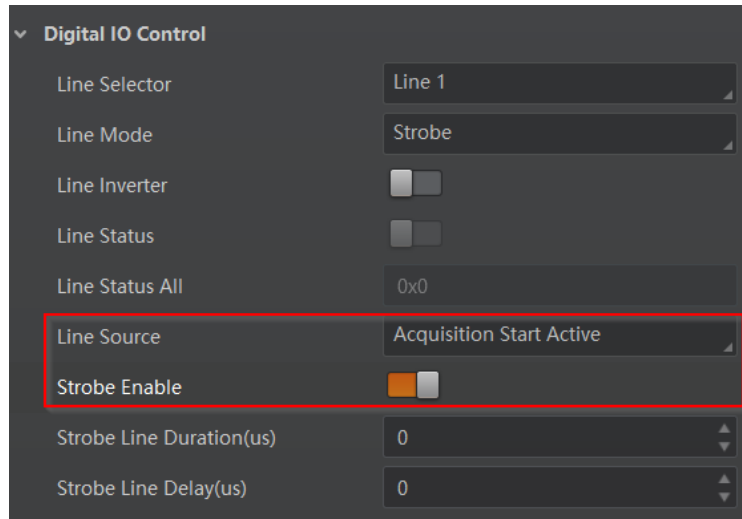 Digital IO Control
Line Selector Line 1
Line Mode Strobe
Line Inverter
Line Status
Line Status All 0x0
Line Source Acquisition Start Active
Strobe Enable
Strobe Line Duration(us) 0
Strobe Line Delay(us) 0